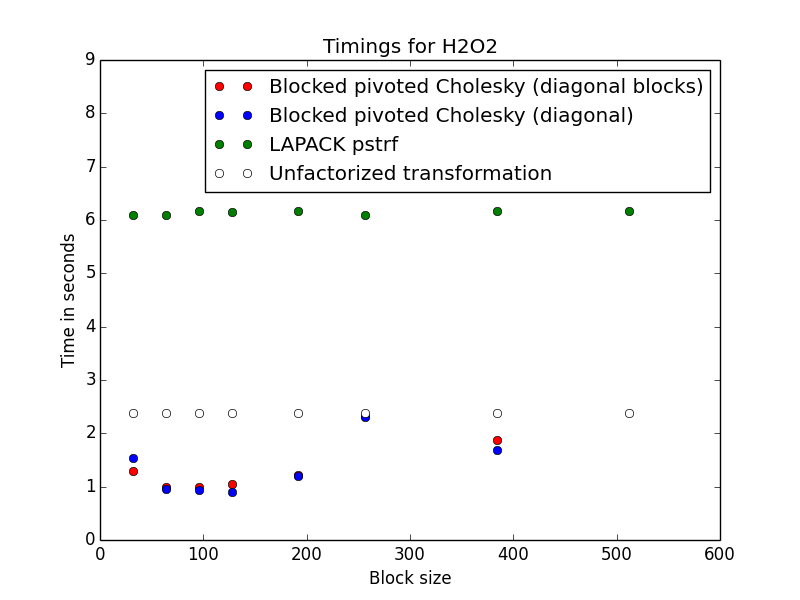 Timings for H2O2
9
8
7
6
5
4
3
2
1
0
Time in seconds
Blocked pivoted Cholesky (diagonal blocks)
Blocked pivoted Cholesky (diagonal)
LAPACK pstrf
Unfactorized transformation
0 100 200 300 400 500 600
Block size